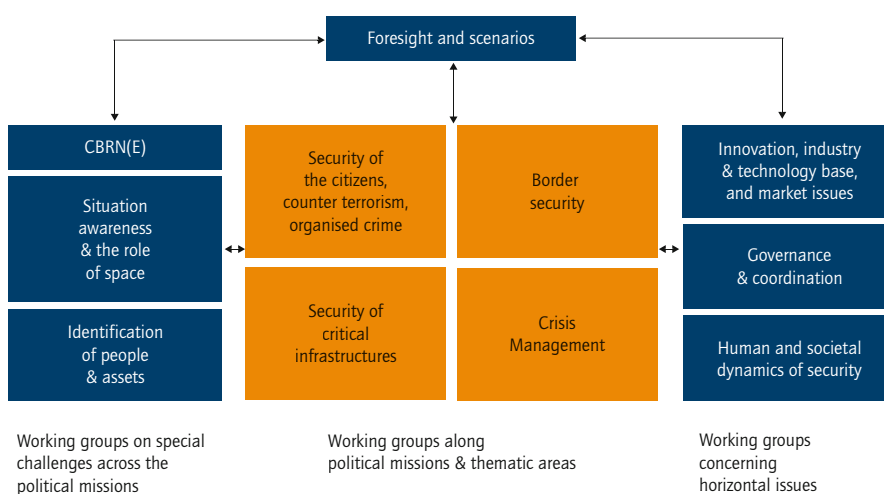 Foresight and scenarios
CBRN(E)
Situation
awareness
& the role
of space
Identification
of people
& assets
Security of
the citizens,
counter terrorism,
organised crime
Border
security
Security of
critical
infrastructures
Crisis
Management
Innovation, industry
& technology base,
and market issues
Governance
& coordination
Human and societal
dynamics of security
Working groups on special
challenges across the
political missions
Working groups along
political missions & thematic areas
Working groups
concerning
horizontal issues